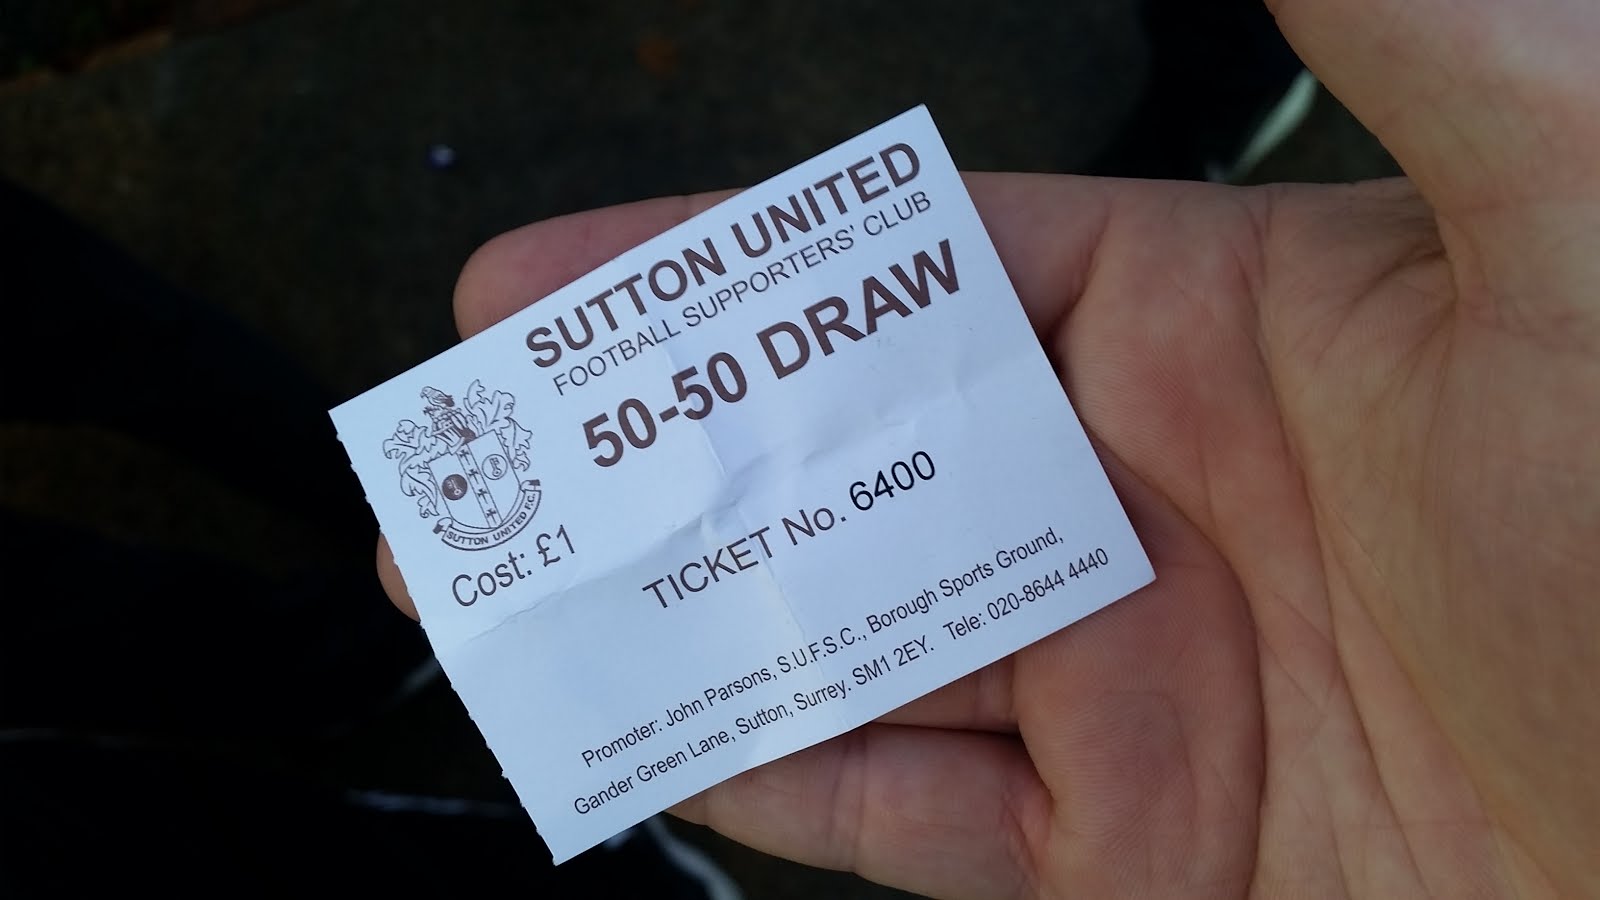 SUTTON UNITED
FOOTBALL SUPPORTERS' CLUB
50-50 DRAW
SUTTON UNITED F.C.
Cost: £1
TICKET No. 6400
Promoter: John Parsons, S.U.F.S.C., Borough Sports Ground,
Gander Green Lane, Sutton, Surrey. SM1 2EY. Tele: 020-8644 4440